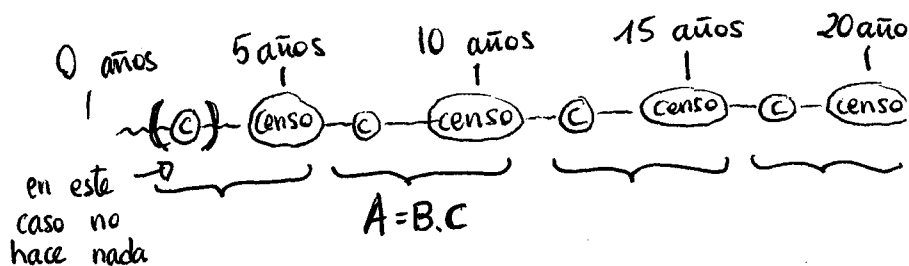 0 años 5 años 10 años 15 años 20 año
(C) censo C censo C censo C censo
en este
caso no
hace nada
A=B.C